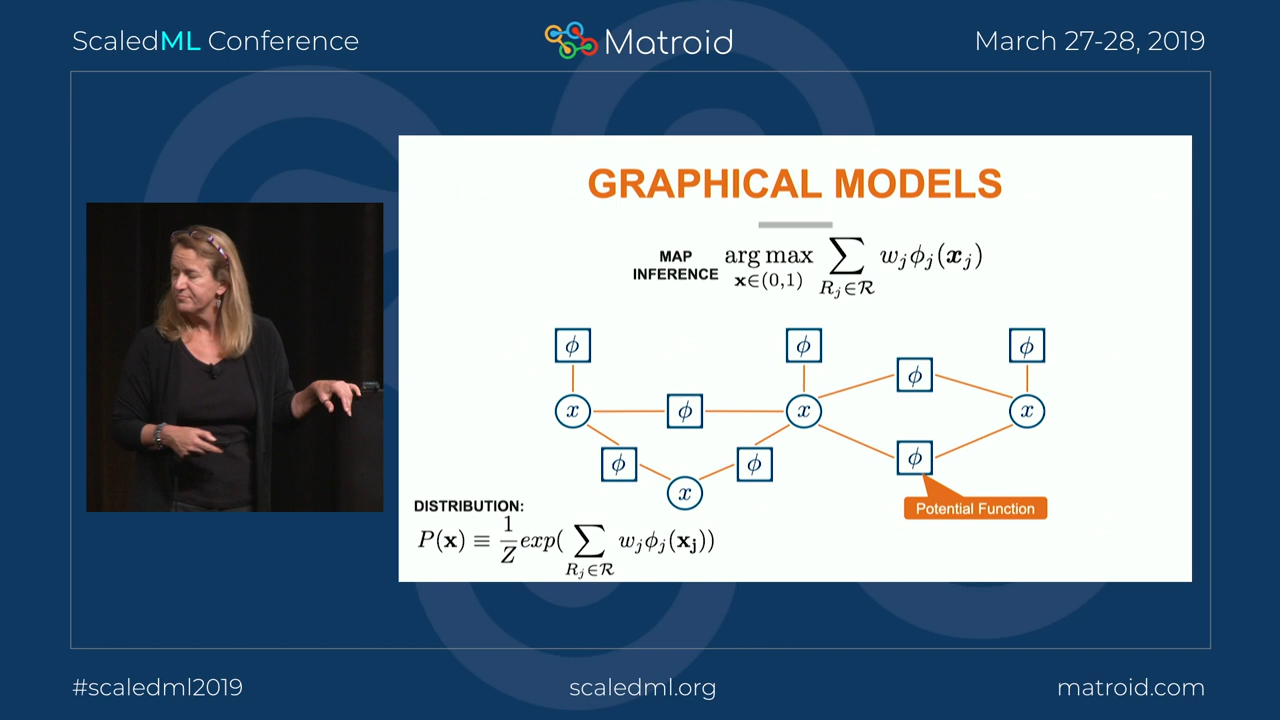 ScaledML Conference
Matroid
March 27-28, 2019
GRAPHICAL MODELS
MAP
INFERENCE
arg max ∑ w_j ϕ_j(x_j)
x∈(0,1) R_j∈ℛ
ϕ ϕ ϕ
ϕ
x ϕ x x
ϕ ϕ ϕ
x
Potential Function
DISTRIBUTION:
P(x) ≡ 1/Z exp( ∑ w_j ϕ_j(x_j))
R_j∈ℛ
#scaledml2019
scaledml.org
matroid.com